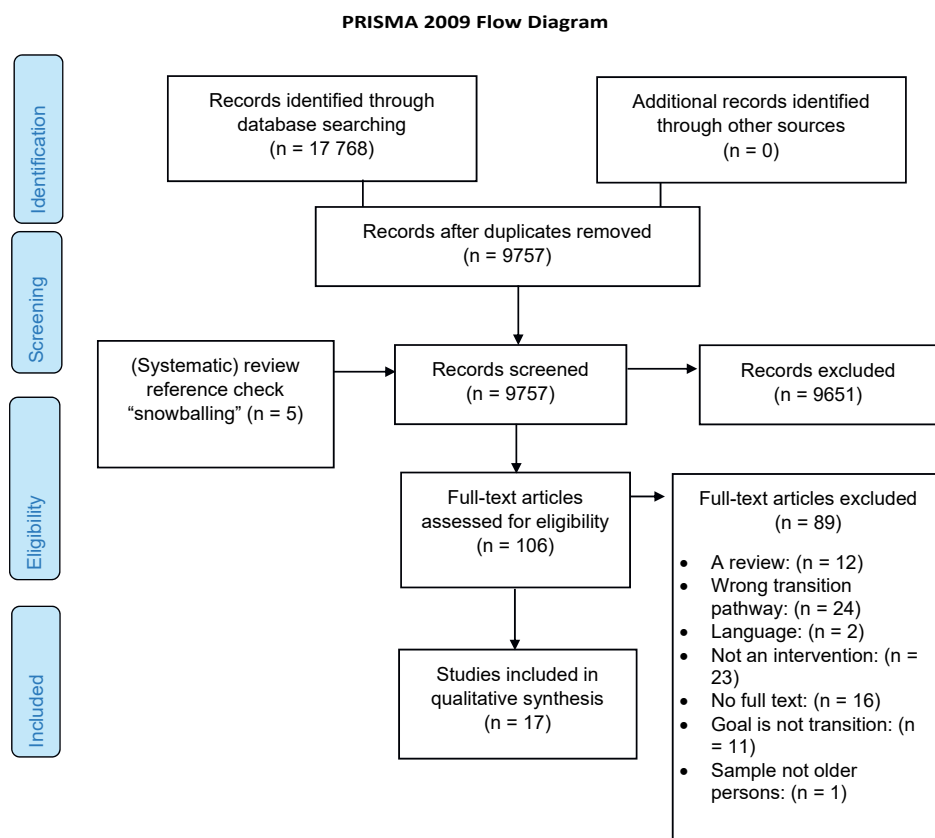 PRISMA 2009 Flow Diagram
Identification
Records identified through
database searching
(n = 17 768)
Additional records identified
through other sources
(n = 0)
Records after duplicates removed
(n = 9757)
Screening
(Systematic) review
reference check
“snowballing” (n = 5)
Records screened
(n = 9757)
Records excluded
(n = 9651)
Eligibility
Full-text articles
assessed for eligibility
(n = 106)
Full-text articles excluded
(n = 89)
• A review: (n = 12)
• Wrong transition
pathway: (n = 24)
• Language: (n = 2)
• Not an intervention: (n =
23)
• No full text: (n = 16)
• Goal is not transition: (n
= 11)
• Sample not older
persons: (n = 1)
Included
Studies included in
qualitative synthesis
(n = 17)